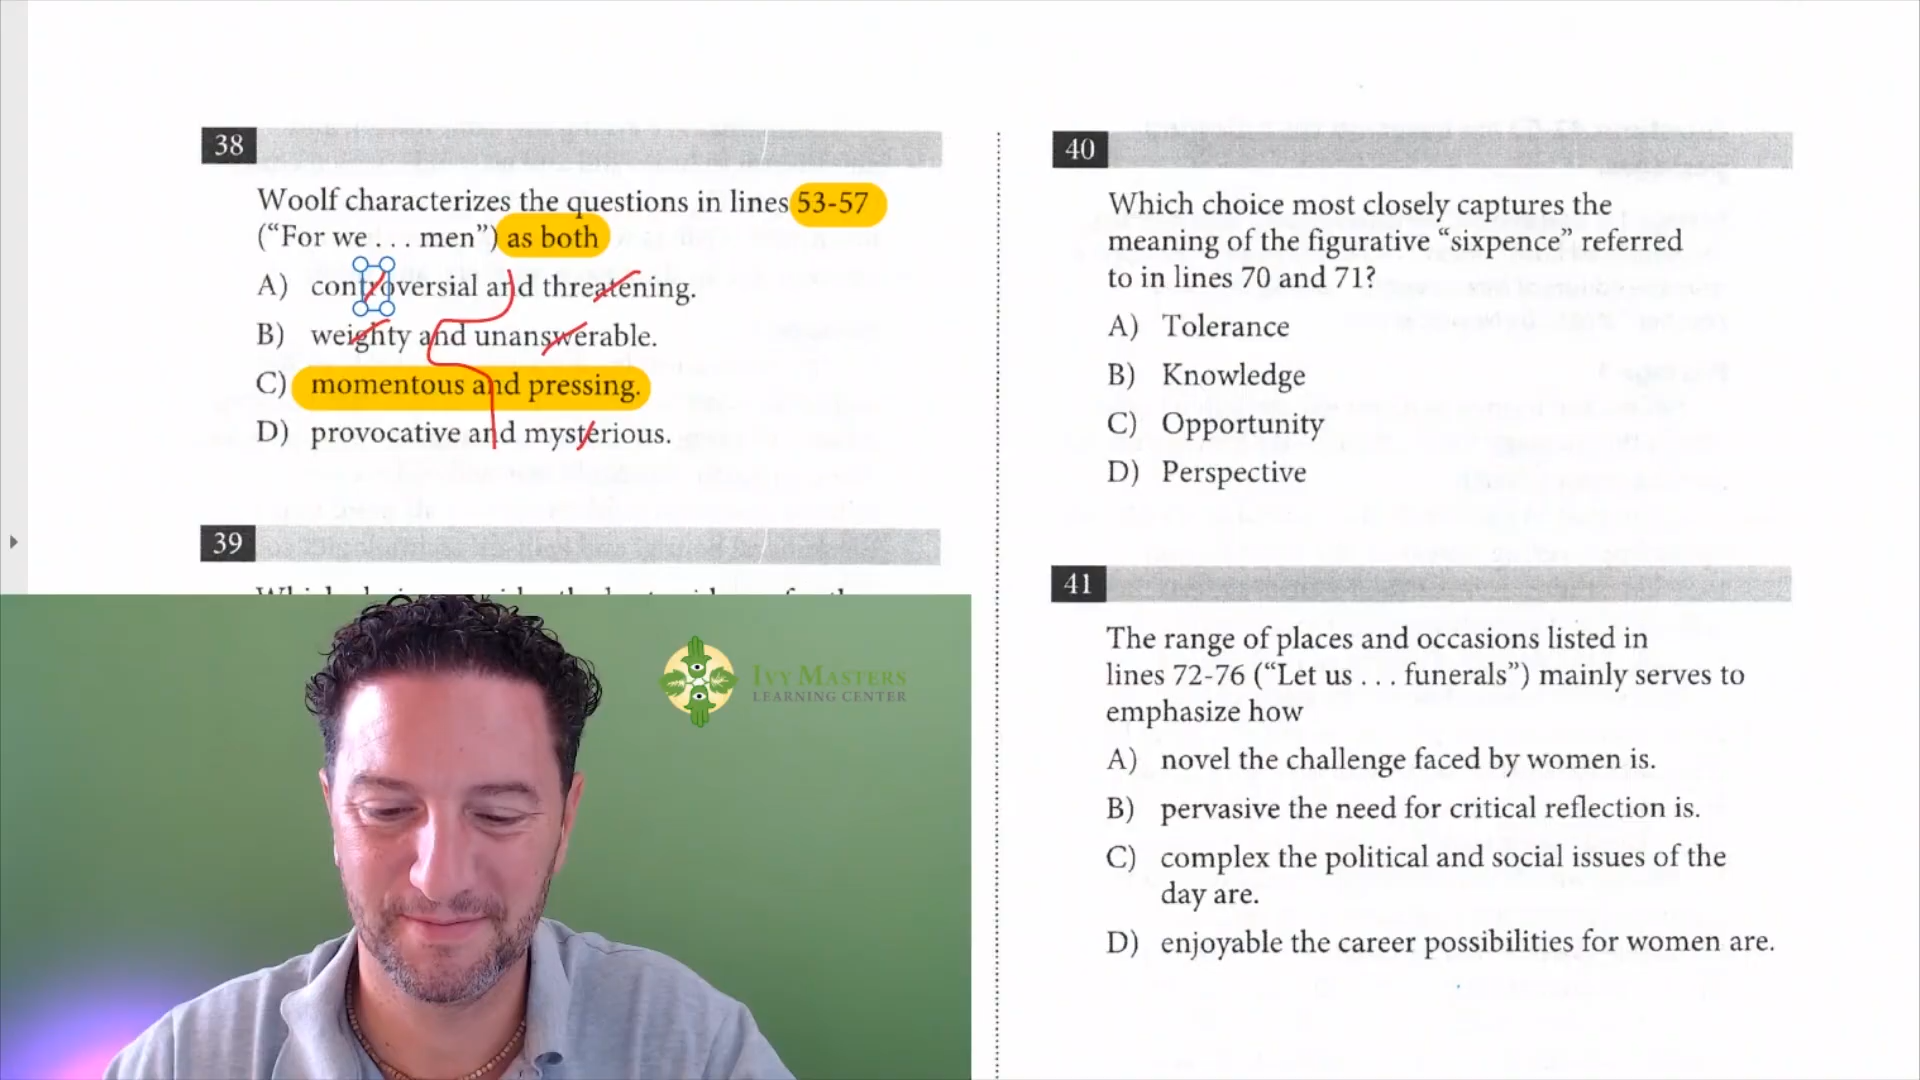 38
Woolf characterizes the questions in lines 53-57
(“For we . . . men”) as both
A) controversial and threatening.
B) weighty and unanswerable.
C) momentous and pressing.
D) provocative and mysterious.
39
IVY MASTERS
LEARNING CENTER
40
Which choice most closely captures the
meaning of the figurative “sixpence” referred
to in lines 70 and 71?
A) Tolerance
B) Knowledge
C) Opportunity
D) Perspective
41
The range of places and occasions listed in
lines 72-76 (“Let us . . . funerals”) mainly serves to
emphasize how
A) novel the challenge faced by women is.
B) pervasive the need for critical reflection is.
C) complex the political and social issues of the
day are.
D) enjoyable the career possibilities for women are.